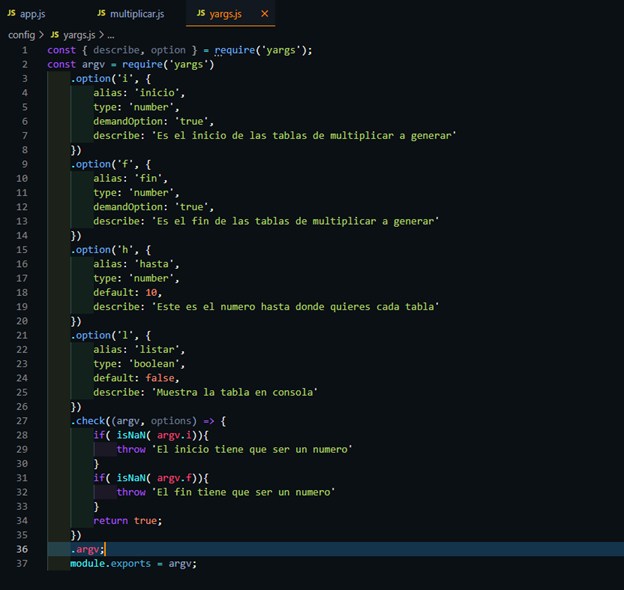 JS app.js JS multiplicar.js JS yargs.js ×
config > JS yargs.js > ...
1 const { describe, option } = require('yargs');
2 const argv = require('yargs')
3 .option('i', {
4 alias: 'inicio',
5 type: 'number',
6 demandOption: 'true',
7 describe: 'Es el inicio de las tablas de multiplicar a generar'
8 })
9 .option('f', {
10 alias: 'fin',
11 type: 'number',
12 demandOption: 'true',
13 describe: 'Es el fin de las tablas de multiplicar a generar'
14 })
15 .option('h', {
16 alias: 'hasta',
17 type: 'number',
18 default: 10,
19 describe: 'Este es el numero hasta donde quieres cada tabla'
20 })
21 .option('l', {
22 alias: 'listar',
23 type: 'boolean',
24 default: false,
25 describe: 'Muestra la tabla en consola'
26 })
27 .check((argv, options) => {
28 if( isNaN( argv.i)){
29 throw 'El inicio tiene que ser un numero'
30 }
31 if( isNaN( argv.f)){
32 throw 'El fin tiene que ser un numero'
33 }
34 return true;
35 })
36 .argv;
37 module.exports = argv;